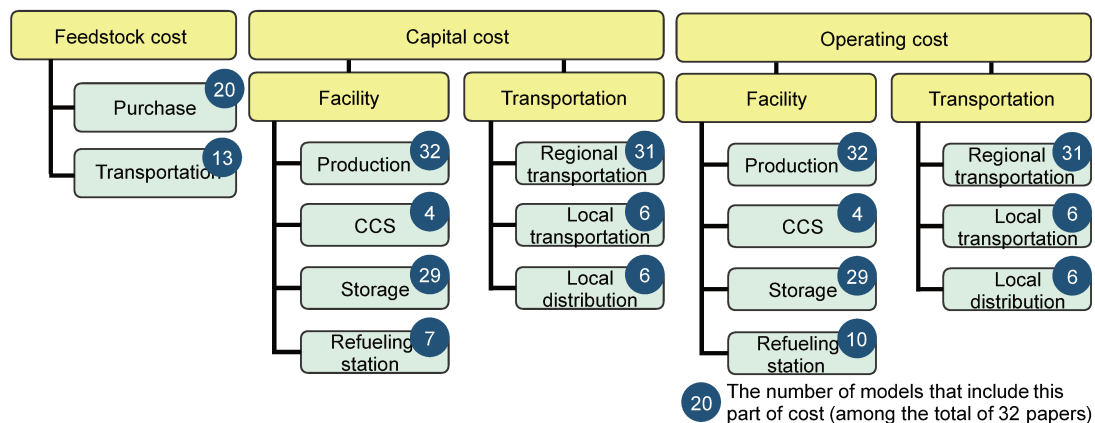 Feedstock cost
Purchase
20
Transportation
13
Capital cost
Facility
Production
32
CCS
4
Storage
29
Refueling
station
7
Transportation
Regional
transportation
31
Local
transportation
6
Local
distribution
6
Operating cost
Facility
Production
32
CCS
4
Storage
29
Refueling
station
10
Transportation
Regional
transportation
31
Local
transportation
6
Local
distribution
6
20
The number of models that include this
part of cost (among the total of 32 papers)